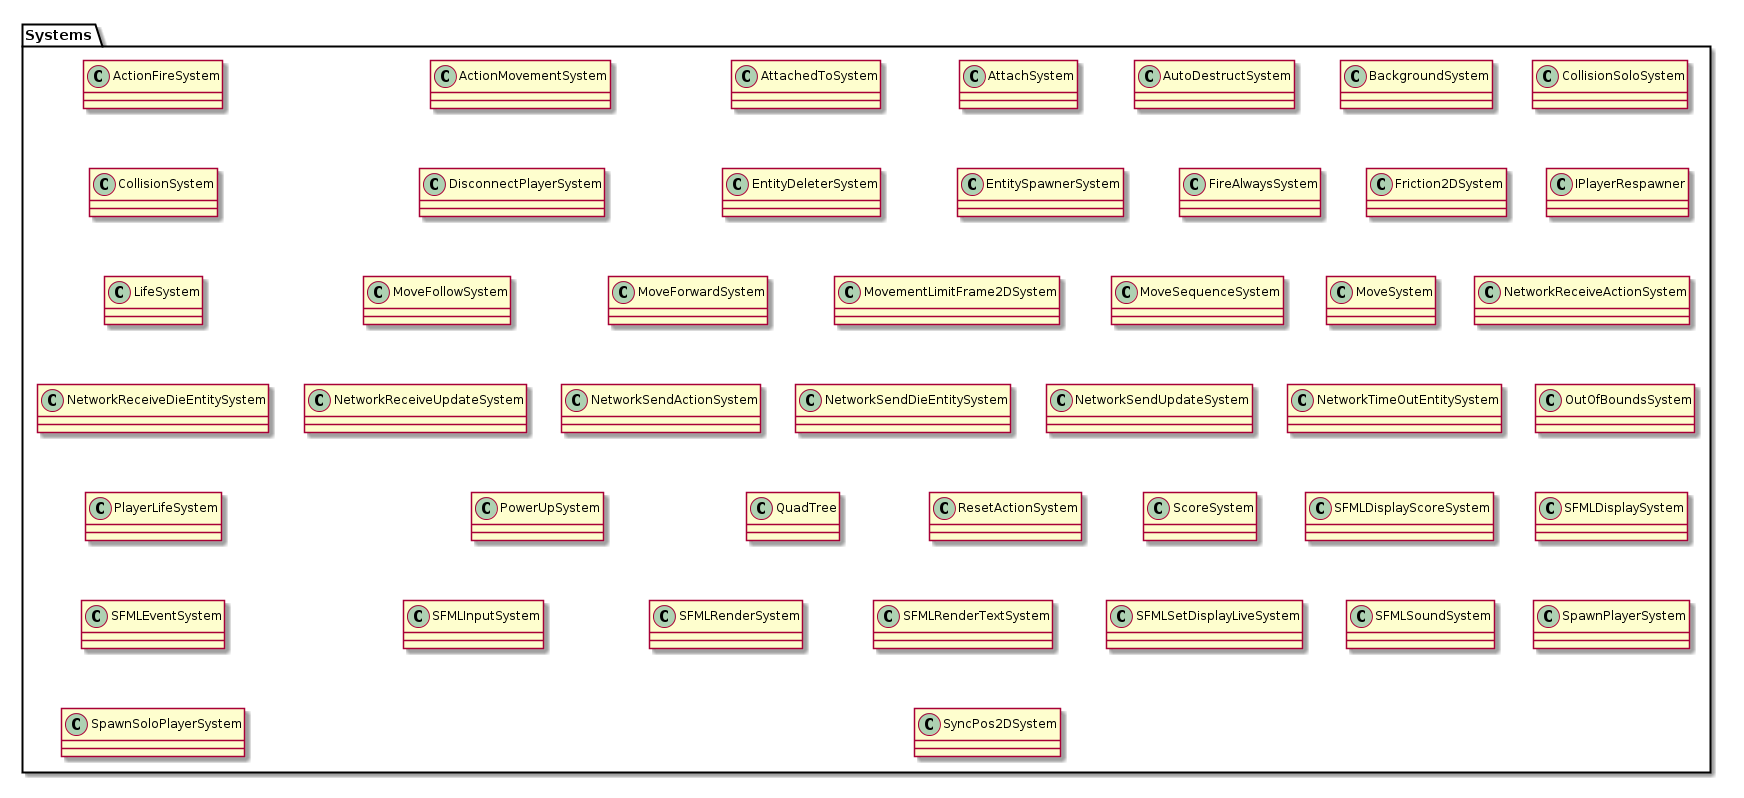 Systems
C ActionFireSystem
C ActionMovementSystem
C AttachedToSystem
C AttachSystem
C AutoDestructSystem
C BackgroundSystem
C CollisionSoloSystem
C CollisionSystem
C DisconnectPlayerSystem
C EntityDeleterSystem
C EntitySpawnerSystem
C FireAlwaysSystem
C Friction2DSystem
C IPlayerRespawner
C LifeSystem
C MoveFollowSystem
C MoveForwardSystem
C MovementLimitFrame2DSystem
C MoveSequenceSystem
C MoveSystem
C NetworkReceiveActionSystem
C NetworkReceiveDieEntitySystem
C NetworkReceiveUpdateSystem
C NetworkSendActionSystem
C NetworkSendDieEntitySystem
C NetworkSendUpdateSystem
C NetworkTimeOutEntitySystem
C OutOfBoundsSystem
C PlayerLifeSystem
C PowerUpSystem
C QuadTree
C ResetActionSystem
C ScoreSystem
C SFMLDisplayScoreSystem
C SFMLDisplaySystem
C SFMLEventSystem
C SFMLInputSystem
C SFMLRenderSystem
C SFMLRenderTextSystem
C SFMLSetDisplayLiveSystem
C SFMLSoundSystem
C SpawnPlayerSystem
C SpawnSoloPlayerSystem
C SyncPos2DSystem